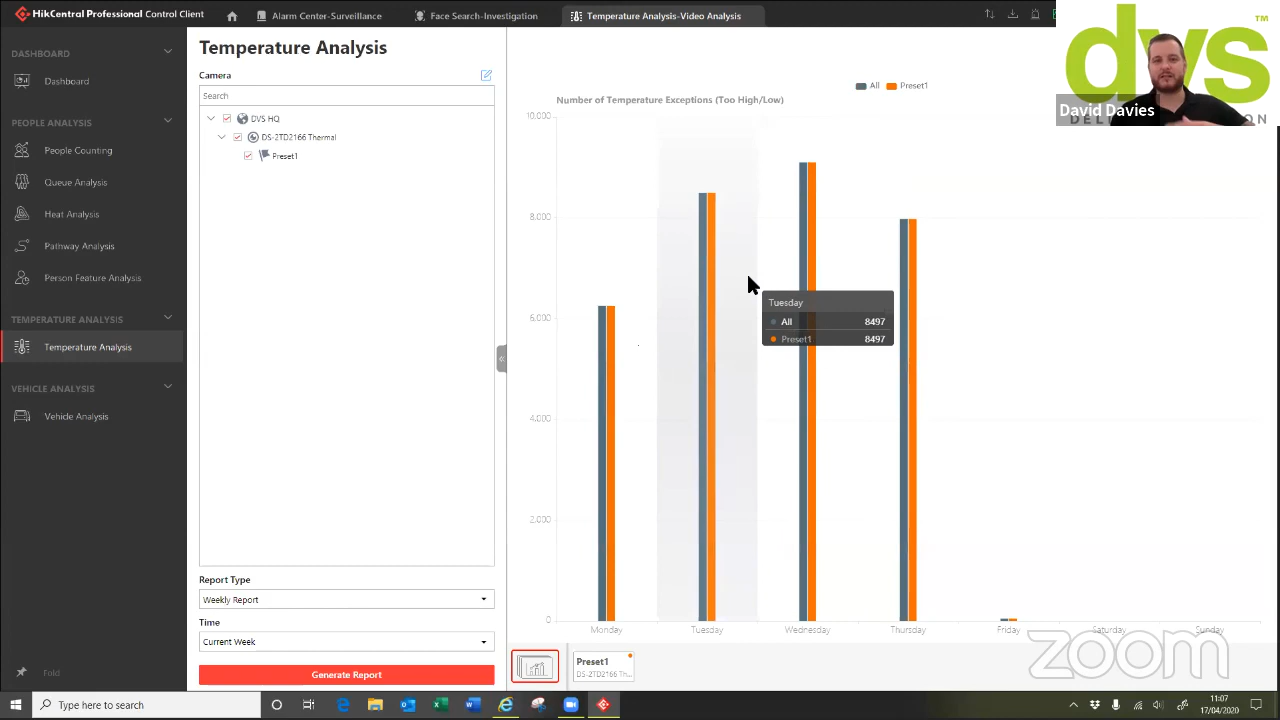 HikCentral Professional Control Client
Alarm Center-Surveillance
Face Search-Investigation
Temperature Analysis-Video Analysis
DASHBOARD
Dashboard
PEOPLE ANALYSIS
People Counting
Queue Analysis
Heat Analysis
Pathway Analysis
Person Feature Analysis
TEMPERATURE ANALYSIS
Temperature Analysis
VEHICLE ANALYSIS
Vehicle Analysis
Fold
Temperature Analysis
Camera
Search
DVS HQ
DS-2TD2166 Thermal
Preset1
Report Type
Weekly Report
Time
Current Week
Generate Report
All
Preset1
Number of Temperature Exceptions (Too High/Low)
10,000
8,000
6,000
4,000
2,000
0
Tuesday
All 8497
Preset1 8497
Monday Tuesday Wednesday Thursday Friday Saturday Sunday
Preset1
DS-2TD2166 Th...
dvs™
David Davies
zoom
Type here to search
11:07
17/04/2020